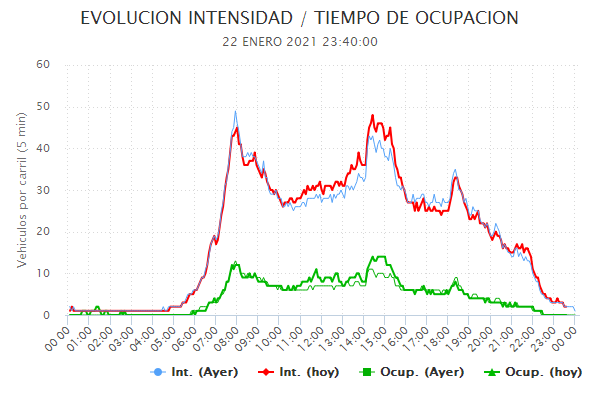 EVOLUCION INTENSIDAD / TIEMPO DE OCUPACION
22 ENERO 2021 23:40:00
Vehiculos por carril (5 min)
60
50
40
30
20
10
0
00:00 01:00 02:00 03:00 04:00 05:00 06:00 07:00 08:00 09:00 10:00 11:00 12:00 13:00 14:00 15:00 16:00 17:00 18:00 19:00 20:00 21:00 22:00 23:00 00:00
Int. (Ayer) Int. (hoy) Ocup. (Ayer) Ocup. (hoy)